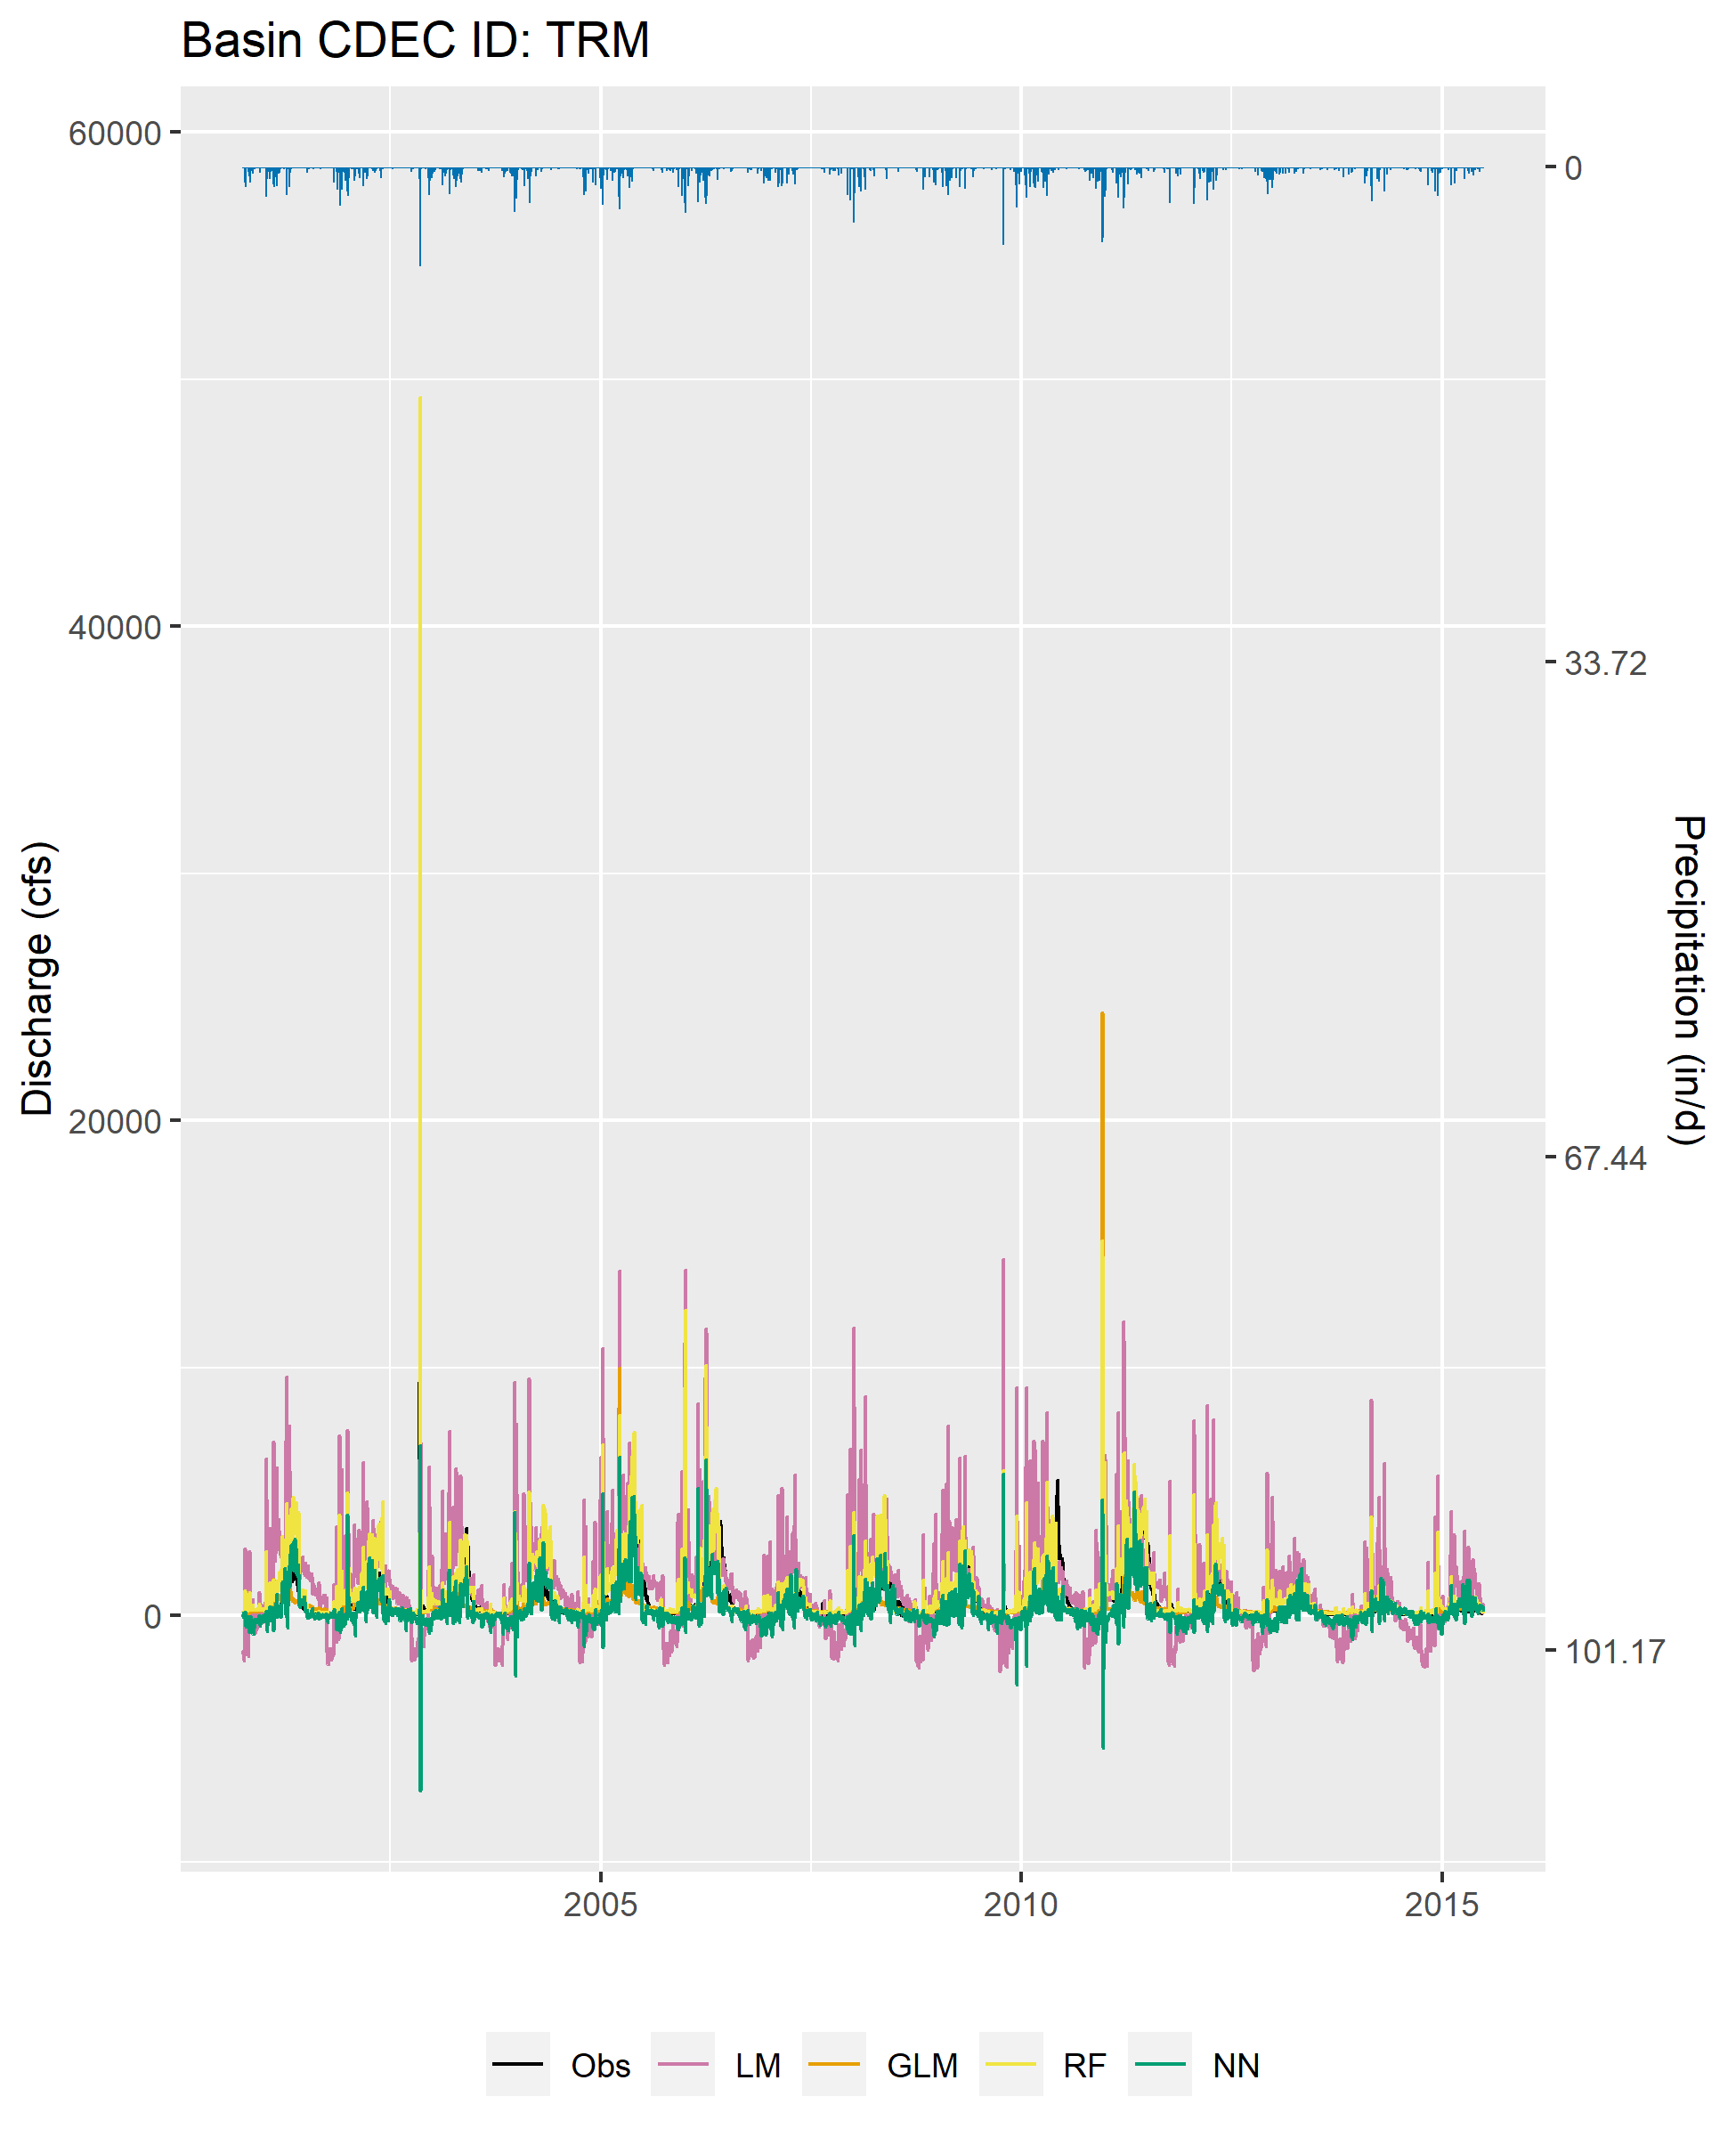 Basin CDEC ID: TRM
60000
40000
20000
0
Discharge (cfs)
0
33.72
67.44
101.17
Precipitation (in/d)
2005
2010
2015
Obs
LM
GLM
RF
NN